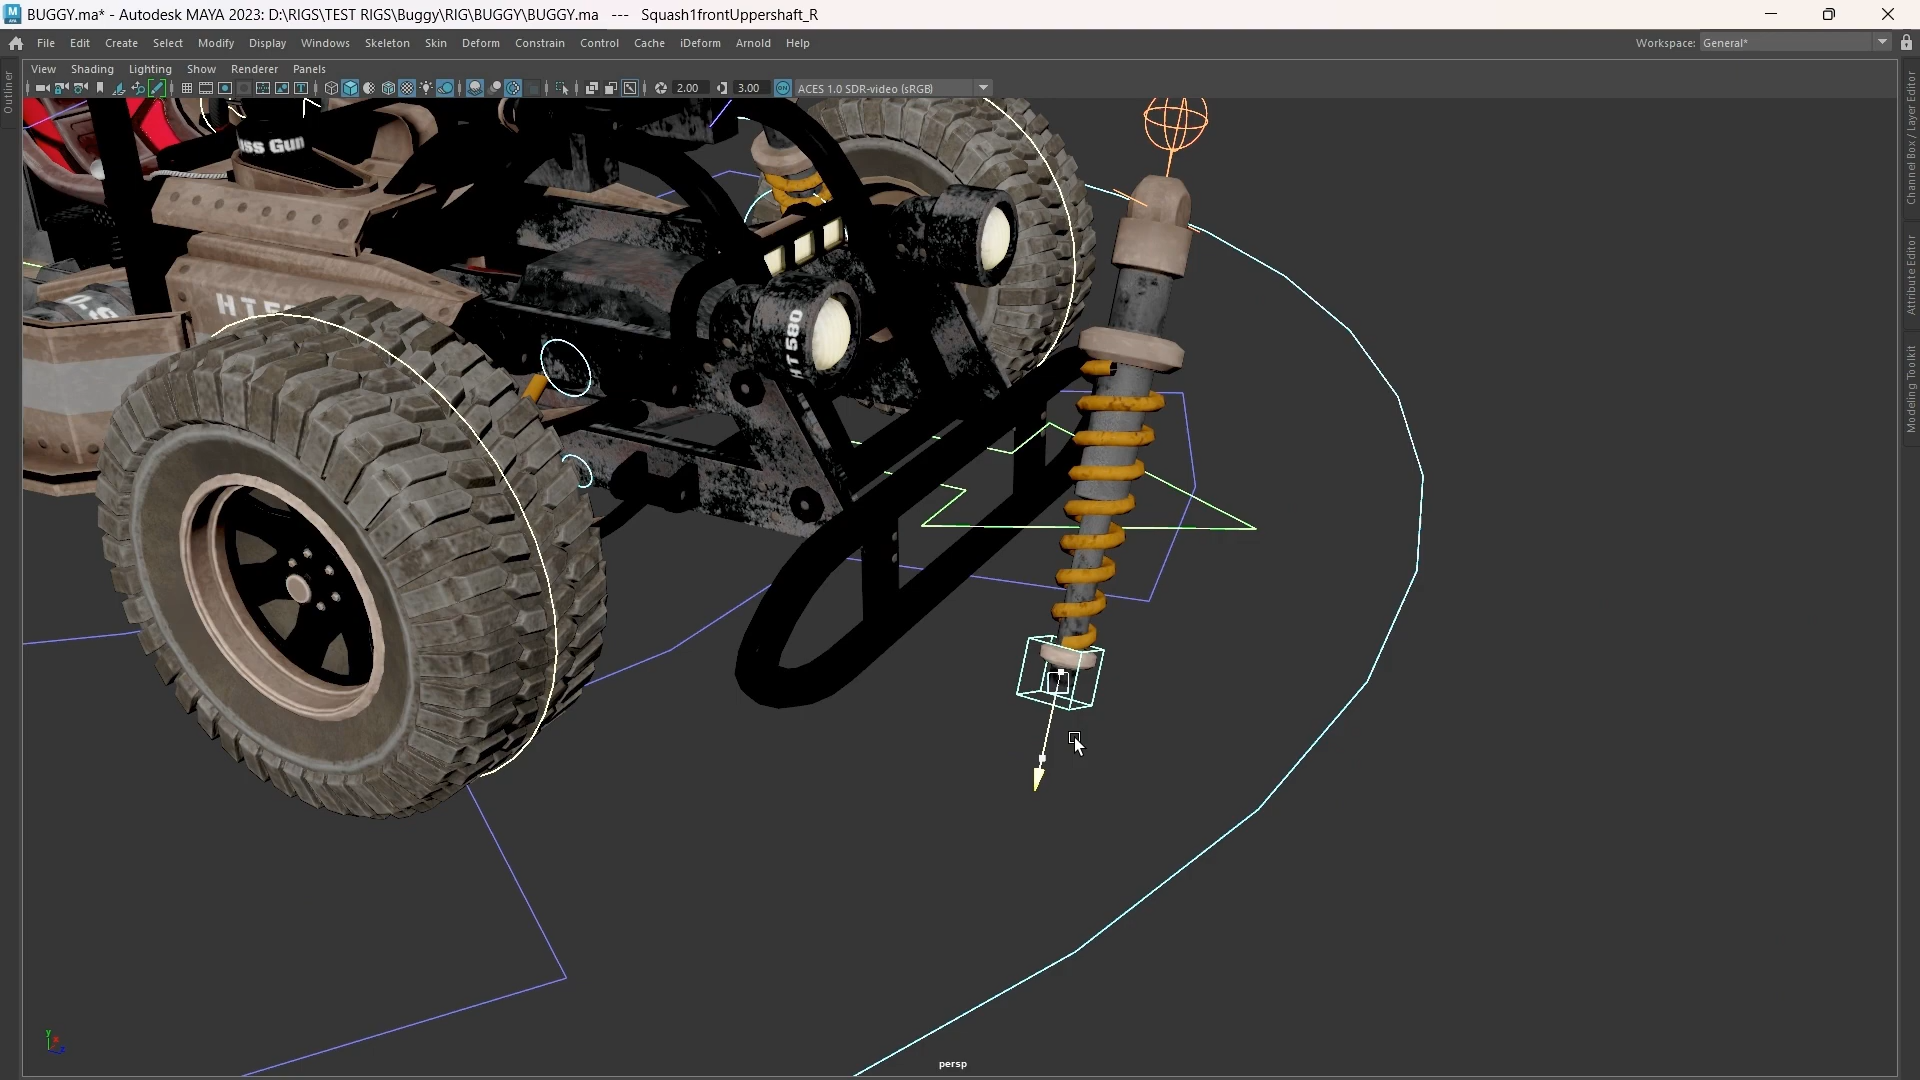 BUGGY.ma* - Autodesk MAYA 2023: D:\RIGS\TEST RIGS\Buggy\RIG\BUGGY\BUGGY.ma --- Squash1frontUppershaft_R
File Edit Create Select Modify Display Windows Skeleton Skin Deform Constrain Control Cache iDeform Arnold Help
Workspace: General*
View Shading Lighting Show Renderer Panels
2.00 3.00 ACES 1.0 SDR-video (sRGB)
Outliner
Channel Box / Layer Editor
Attribute Editor
Modeling Toolkit
uss Gun
HT 580
persp
y